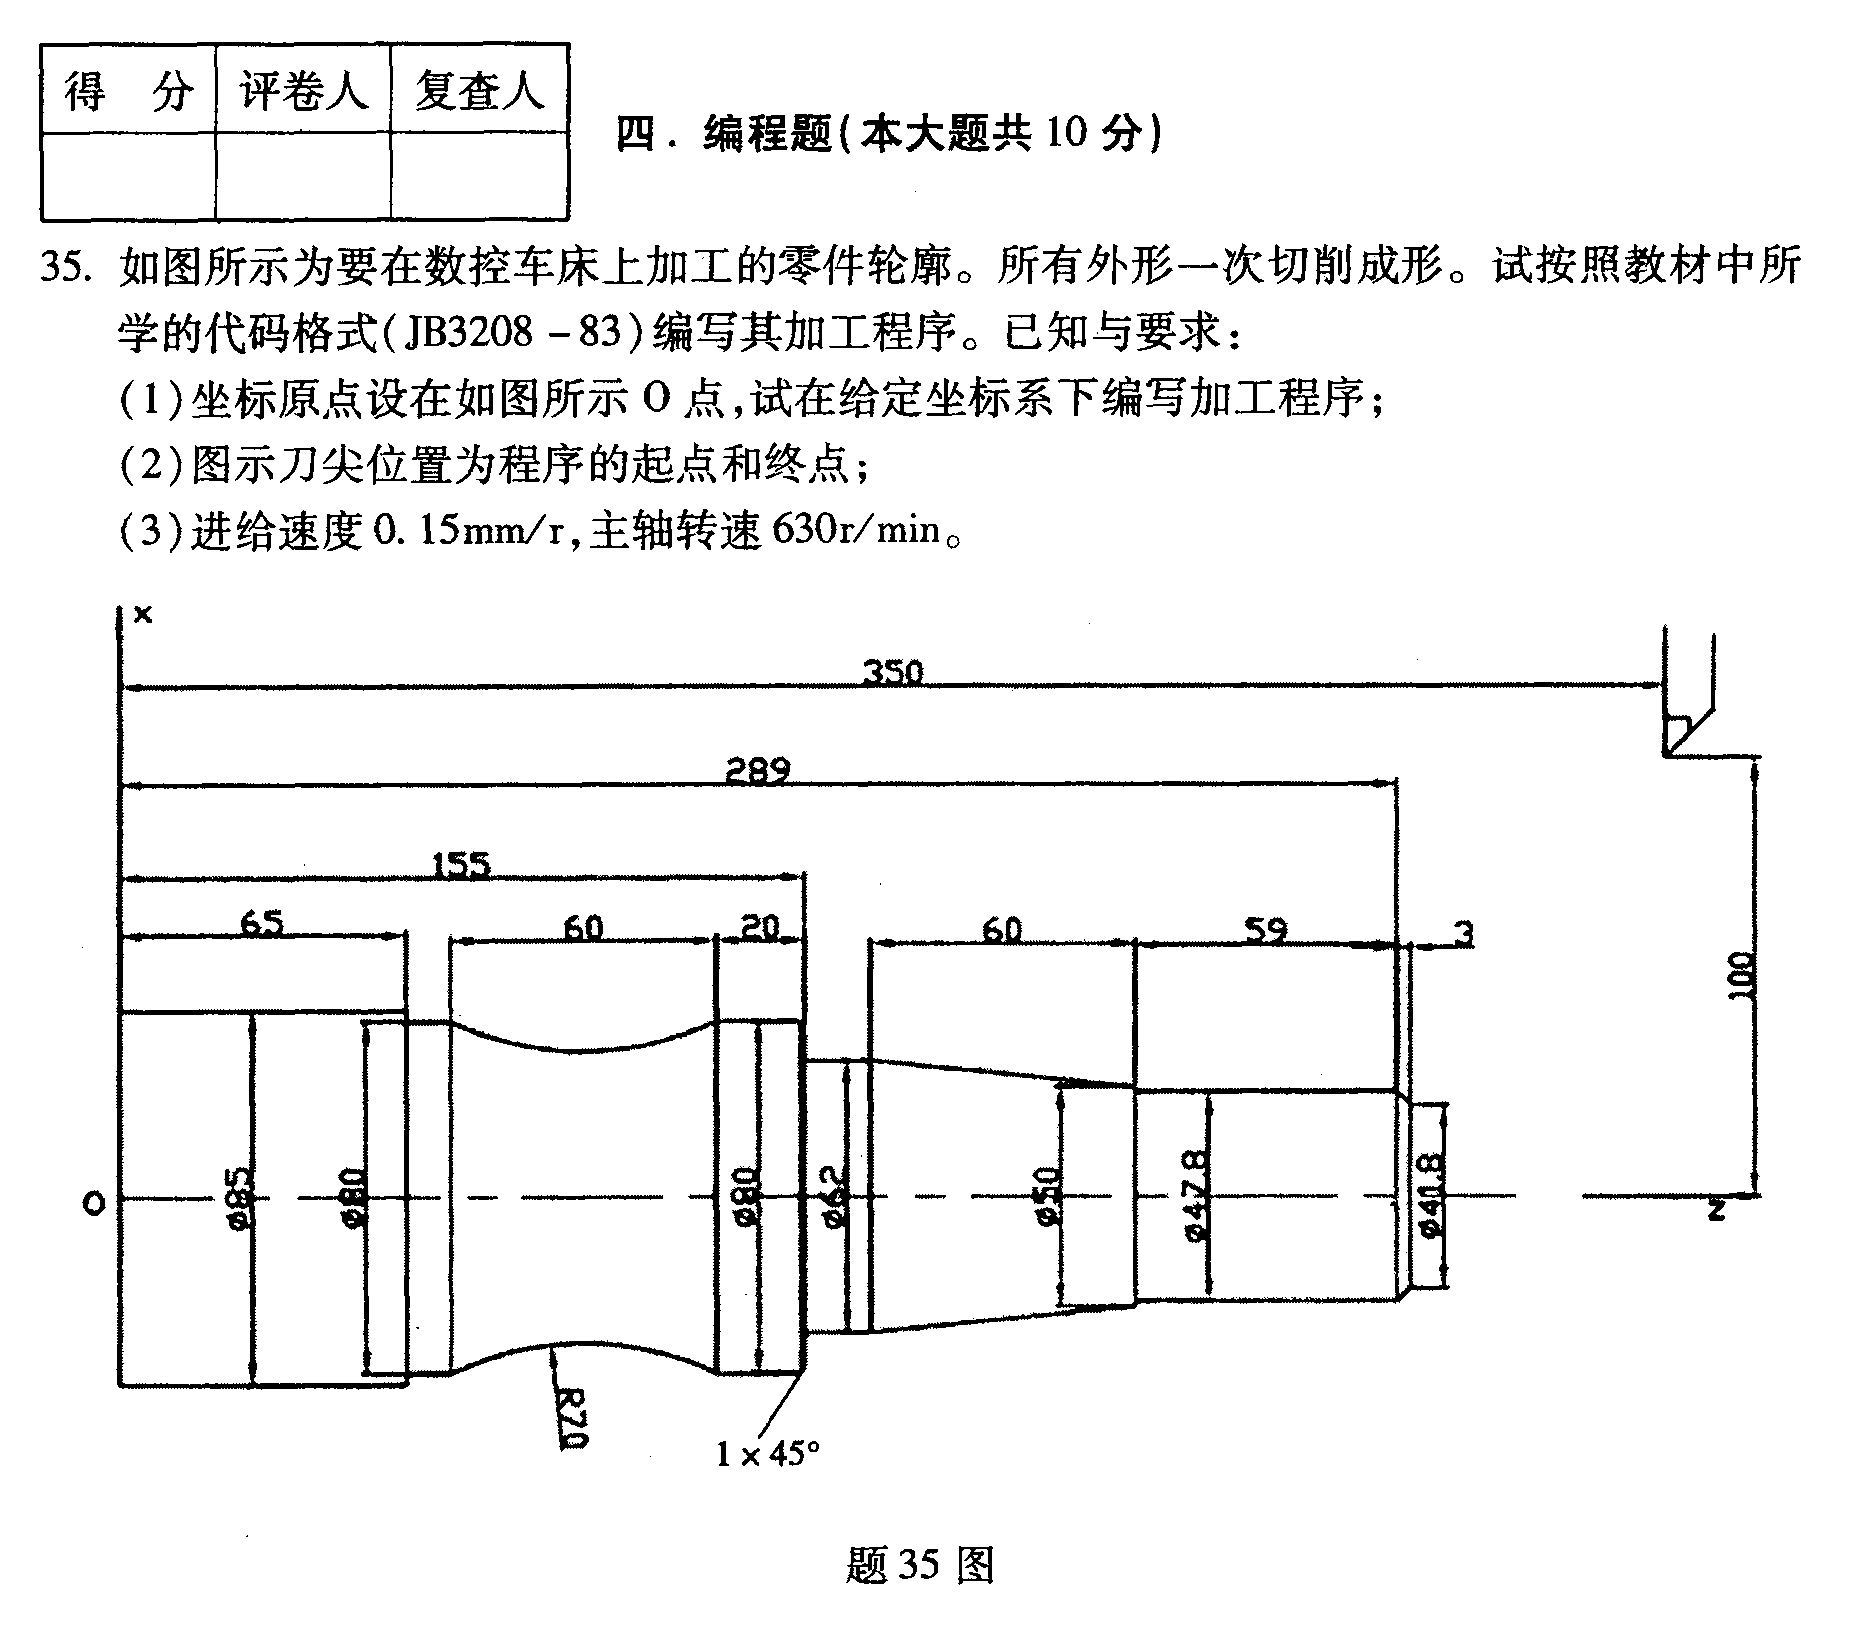 得 分 评卷人 复查人
四．编程题(本大题共 10 分)
35. 如图所示为要在数控车床上加工的零件轮廓。所有外形一次切削成形。试按照教材中所
学的代码格式(JB3208－83)编写其加工程序。已知与要求：
(1)坐标原点设在如图所示 O 点,试在给定坐标系下编写加工程序；
(2)图示刀尖位置为程序的起点和终点；
(3)进给速度 0.15mm/r,主轴转速 630r/min。
x
350
289
155
65
60
20
60
59
3
100
O
ø85
ø80
ø80
ø62
ø50
ø47.8
ø41.8
z
R70
1×45°
题 35 图